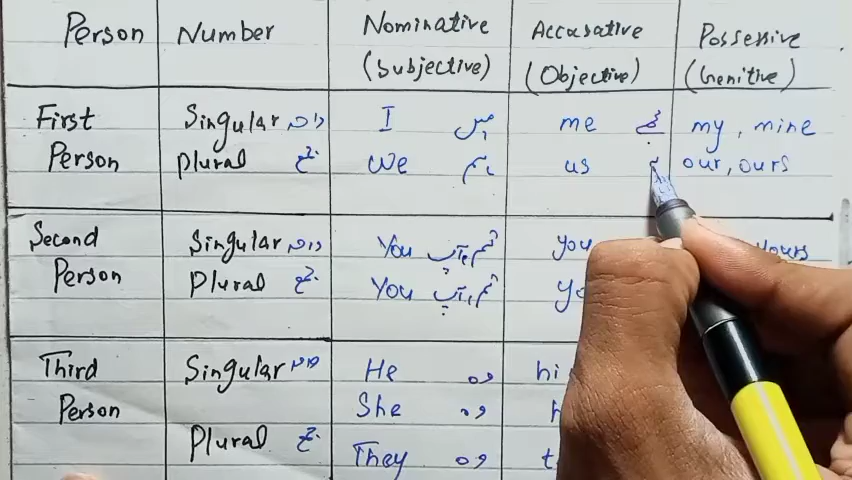 Person Number Nominative Accusative Possessive
(Subjective) (Objective) (Genitive)
First Singular واحد I میں me مجھے my, mine
Person Plural جمع We ہم us our, ours
Second Singular واحد You تم، آپ you yours
Person Plural جمع You تم، آپ
Third Singular واحد He وہ
Person She وہ
Plural جمع They وہ